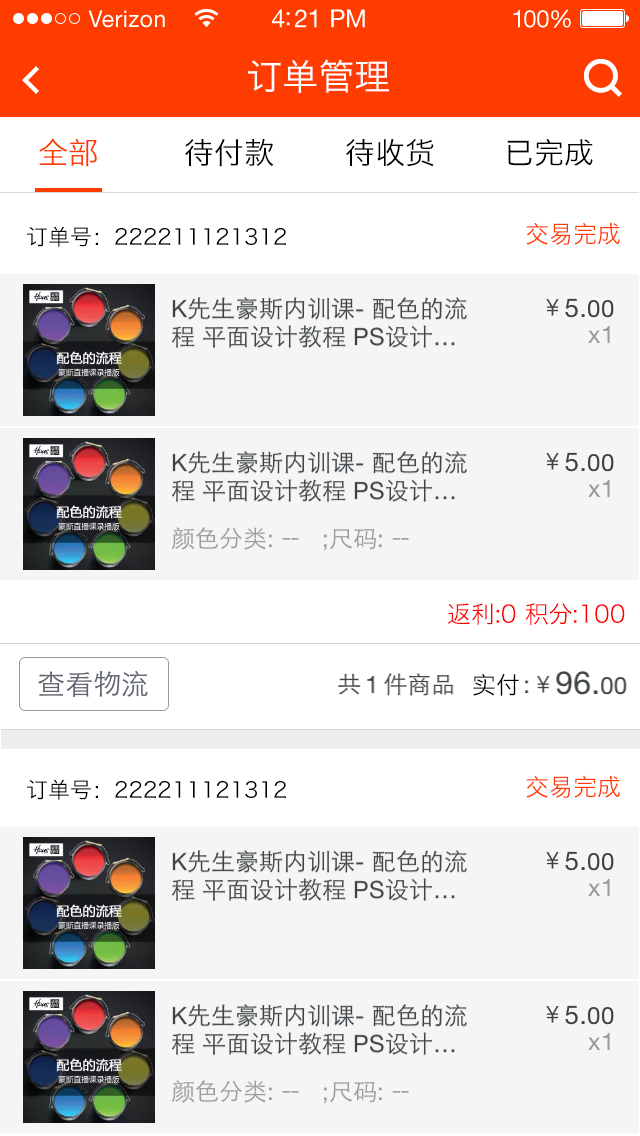 Verizon 4:21 PM 100%
订单管理
全部 待付款 待收货 已完成
订单号：222211121312 交易完成
Hows
配色的流程
豪斯直播课录播版
K先生豪斯内训课- 配色的流 ¥5.00
程 平面设计教程 PS设计... x1
Hows
配色的流程
豪斯直播课录播版
K先生豪斯内训课- 配色的流 ¥5.00
程 平面设计教程 PS设计... x1
颜色分类: -- ;尺码: --
返利:0 积分:100
查看物流 共1件商品 实付:¥96.00
订单号：222211121312 交易完成
Hows
配色的流程
豪斯直播课录播版
K先生豪斯内训课- 配色的流 ¥5.00
程 平面设计教程 PS设计... x1
Hows
配色的流程
豪斯直播课录播版
K先生豪斯内训课- 配色的流 ¥5.00
程 平面设计教程 PS设计... x1
颜色分类: -- ;尺码: --